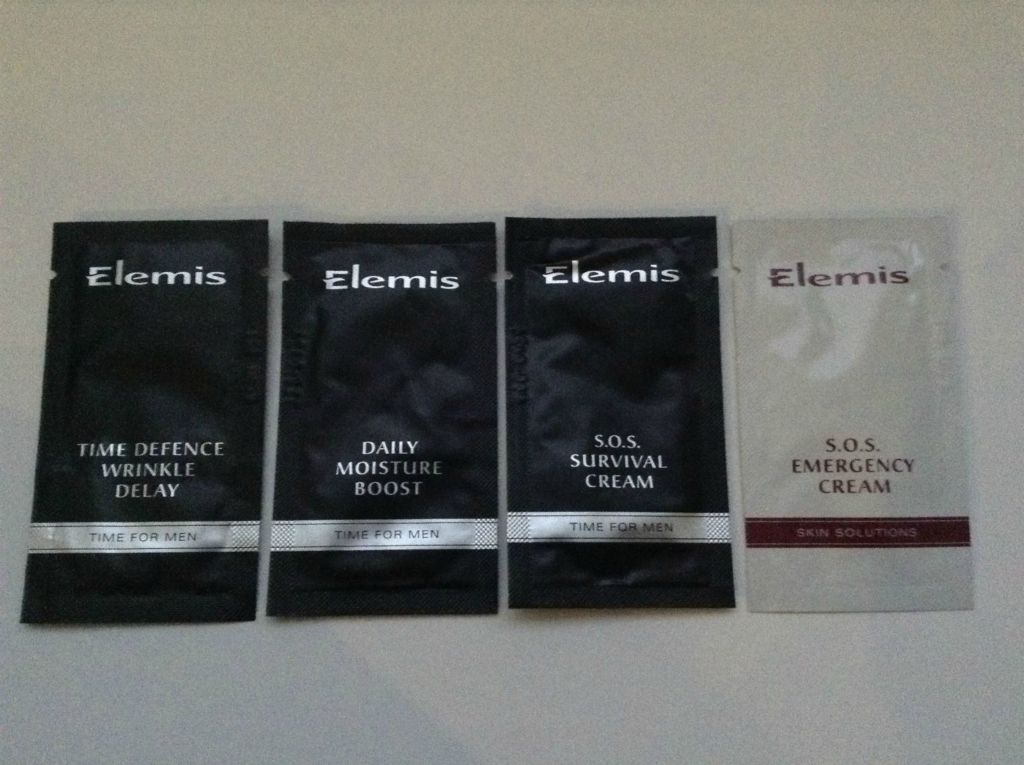 Elemis
TIME DEFENCE
WRINKLE
DELAY
TIME FOR MEN
Elemis
DAILY
MOISTURE
BOOST
TIME FOR MEN
Elemis
S.O.S.
SURVIVAL
CREAM
TIME FOR MEN
Elemis
S.O.S.
EMERGENCY
CREAM
SKIN SOLUTIONS